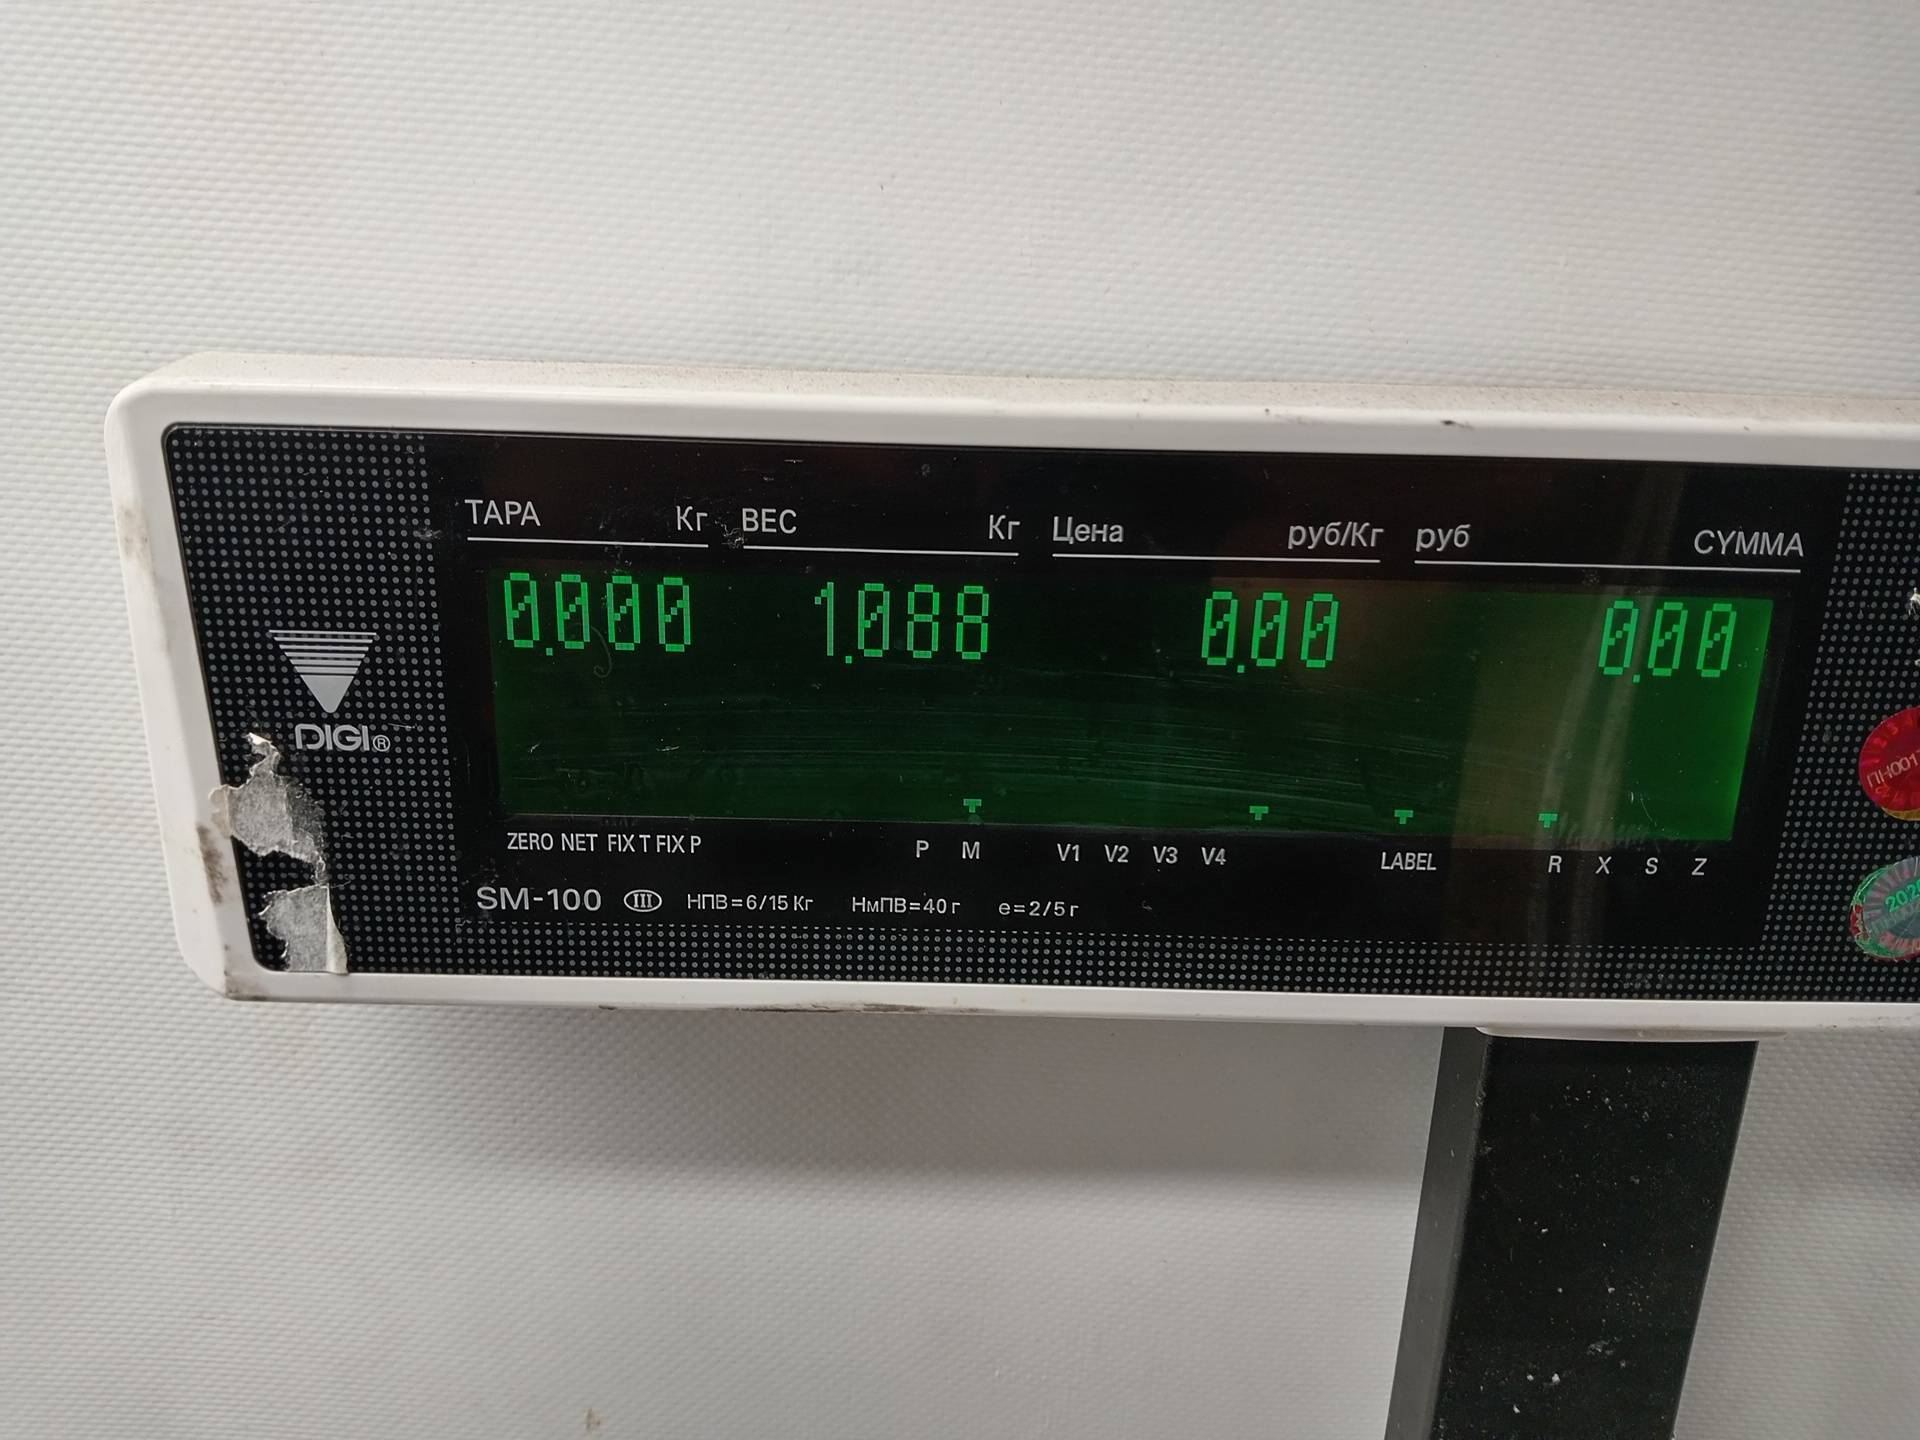 ТАРА Кг ВЕС Кг Цена руб/Кг руб СУММА
0.000 1.088 0.00 0.00
DIGI®
ZERO NET FIX T FIX P P M V1 V2 V3 V4 LABEL R X S Z
SM-100 III НПВ=6/15 Кг НмПВ=40 г e=2/5 г